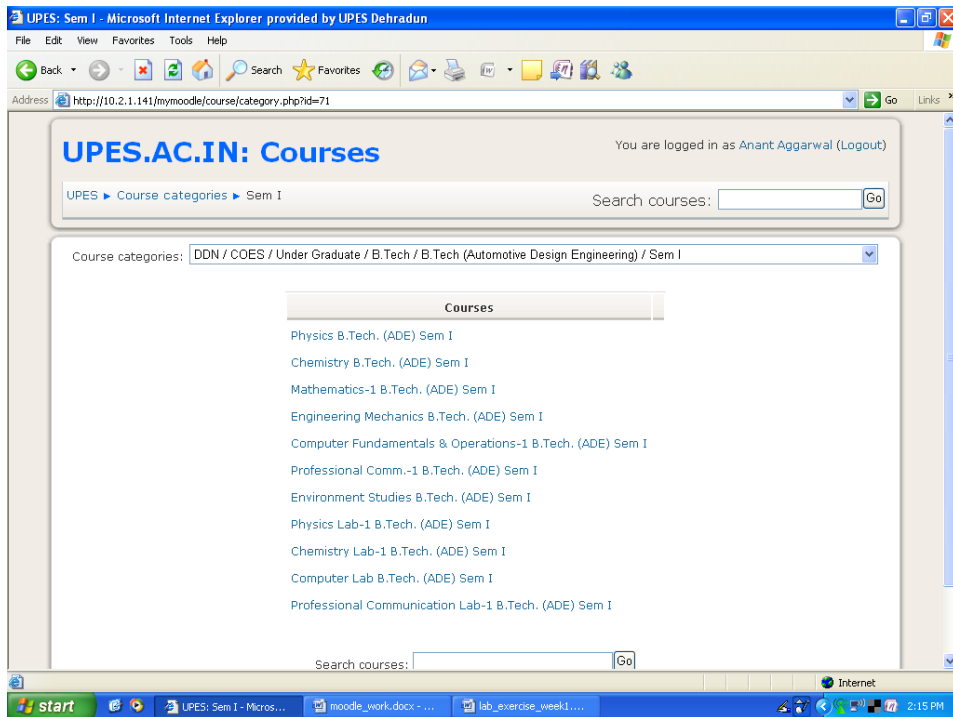 UPES: Sem I - Microsoft Internet Explorer provided by UPES Dehradun
File Edit View Favorites Tools Help
Back Search Favorites
Address http://10.2.1.141/mymoodle/course/category.php?id=71 Go Links
UPES.AC.IN: Courses
You are logged in as Anant Aggarwal (Logout)
UPES ► Course categories ► Sem I
Search courses: Go
Course categories: DDN / COES / Under Graduate / B.Tech / B.Tech (Automotive Design Engineering) / Sem I
Courses
Physics B.Tech. (ADE) Sem I
Chemistry B.Tech. (ADE) Sem I
Mathematics-1 B.Tech. (ADE) Sem I
Engineering Mechanics B.Tech. (ADE) Sem I
Computer Fundamentals & Operations-1 B.Tech. (ADE) Sem I
Professional Comm.-1 B.Tech. (ADE) Sem I
Environment Studies B.Tech. (ADE) Sem I
Physics Lab-1 B.Tech. (ADE) Sem I
Chemistry Lab-1 B.Tech. (ADE) Sem I
Computer Lab B.Tech. (ADE) Sem I
Professional Communication Lab-1 B.Tech. (ADE) Sem I
Search courses: Go
Internet
start UPES: Sem I - Micros... moodle_work.docx - ... lab_exercise_week1.... 2:15 PM